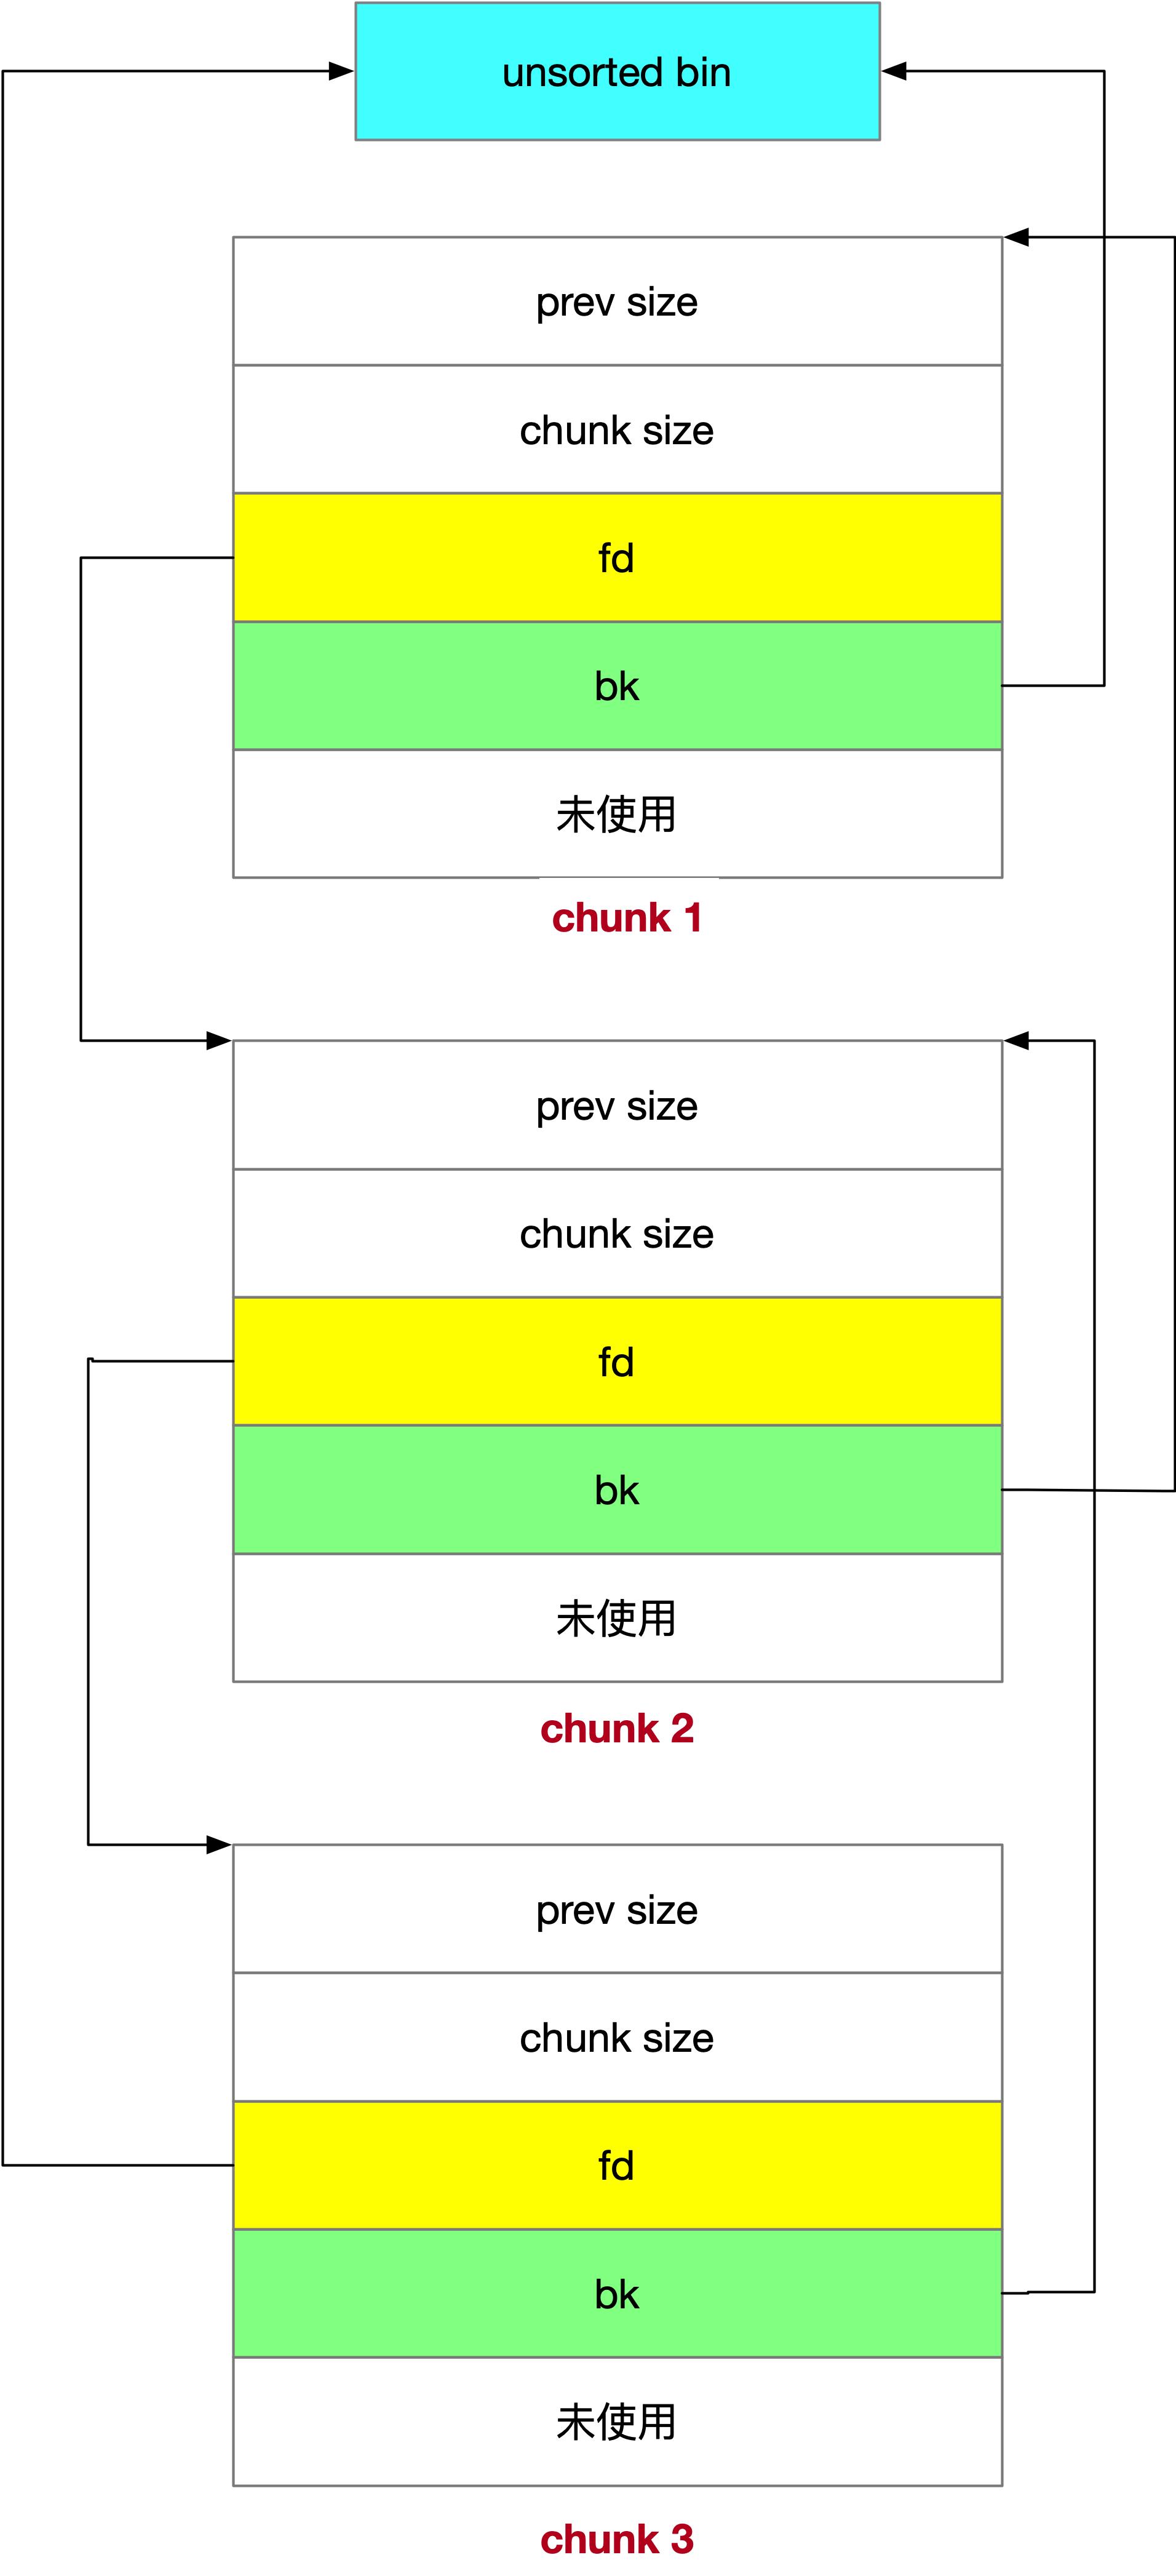 unsorted bin
prev size
chunk size
fd
bk
未使用
chunk 1
prev size
chunk size
fd
bk
未使用
chunk 2
prev size
chunk size
fd
bk
未使用
chunk 3